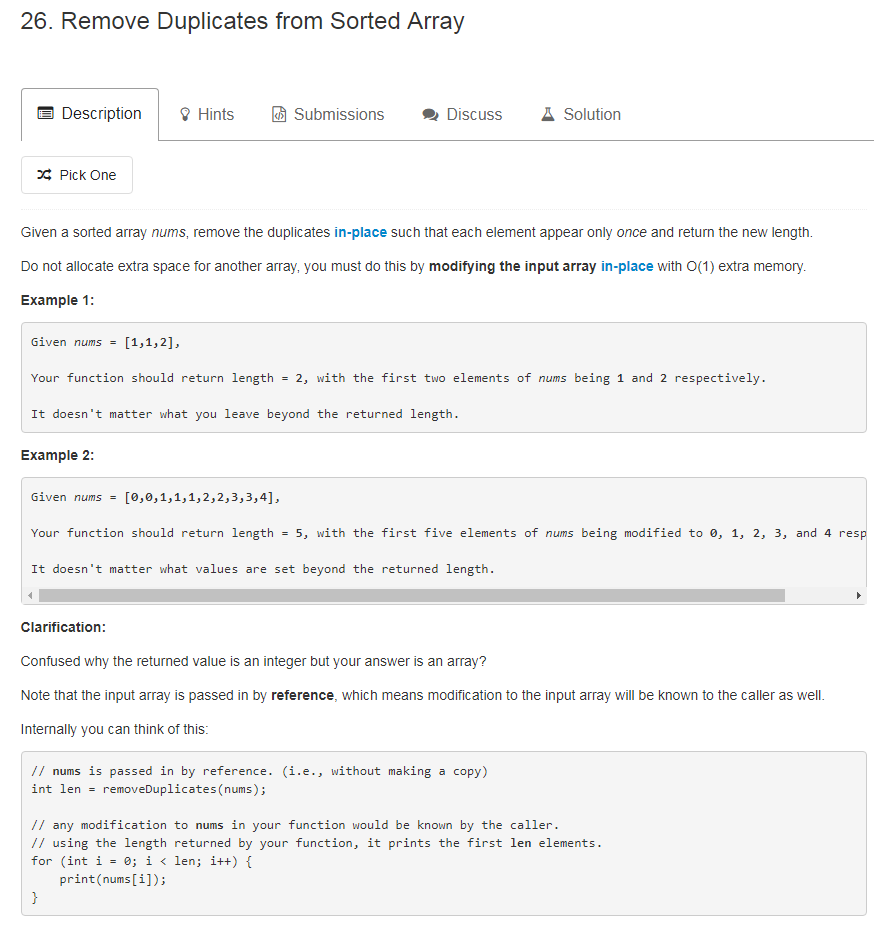 26. Remove Duplicates from Sorted Array
Description Hints Submissions Discuss Solution
Pick One
Given a sorted array nums, remove the duplicates in-place such that each element appear only once and return the new length.
Do not allocate extra space for another array, you must do this by modifying the input array in-place with O(1) extra memory.
Example 1:
Given nums = [1,1,2],
Your function should return length = 2, with the first two elements of nums being 1 and 2 respectively.
It doesn't matter what you leave beyond the returned length.
Example 2:
Given nums = [0,0,1,1,1,2,2,3,3,4],
Your function should return length = 5, with the first five elements of nums being modified to 0, 1, 2, 3, and 4 resp
It doesn't matter what values are set beyond the returned length.
Clarification:
Confused why the returned value is an integer but your answer is an array?
Note that the input array is passed in by reference, which means modification to the input array will be known to the caller as well.
Internally you can think of this:
// nums is passed in by reference. (i.e., without making a copy)
int len = removeDuplicates(nums);
// any modification to nums in your function would be known by the caller.
// using the length returned by your function, it prints the first len elements.
for (int i = 0; i < len; i++) {
    print(nums[i]);
}